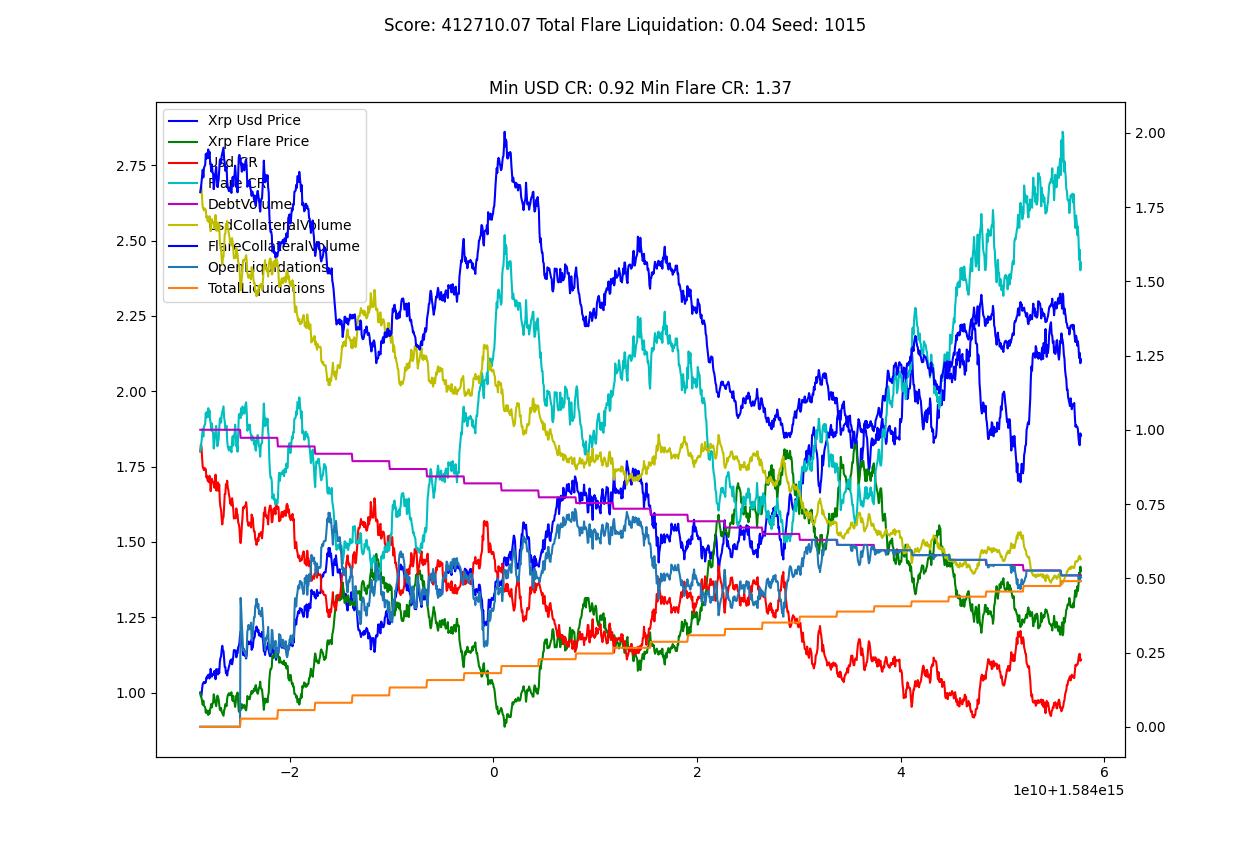 Score: 412710.07 Total Flare Liquidation: 0.04 Seed: 1015
Min USD CR: 0.92 Min Flare CR: 1.37
Xrp Usd Price
Xrp Flare Price
Usd CR
Flare CR
DebtVolume
UsdCollateralVolume
FlareCollateralVolume
OpenLiquidations
TotalLiquidations
2.75
2.50
2.25
2.00
1.75
1.50
1.25
1.00
2.00
1.75
1.50
1.25
1.00
0.75
0.50
0.25
0.00
−2
0
2
4
6
1e10+1.584e15